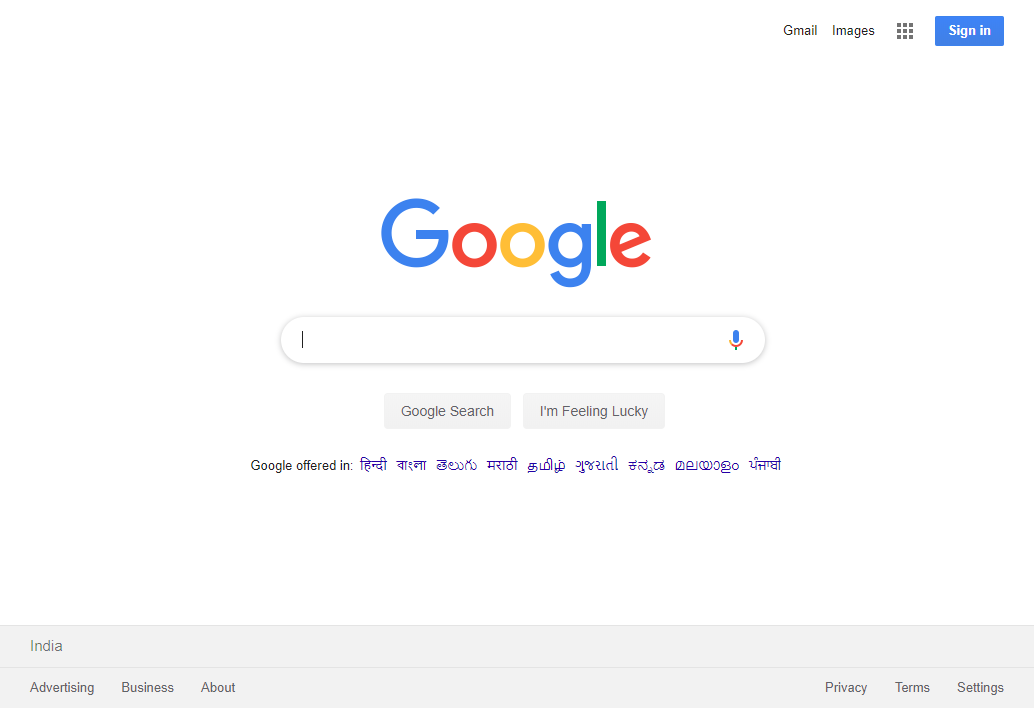 Gmail Images Sign in
Google
Google Search I'm Feeling Lucky
Google offered in: हिन्दी বাংলা తెలుగు मराठी தமிழ் ગુજરાતી ಕನ್ನಡ മലയാളം ਪੰਜਾਬੀ
India
Advertising Business About Privacy Terms Settings